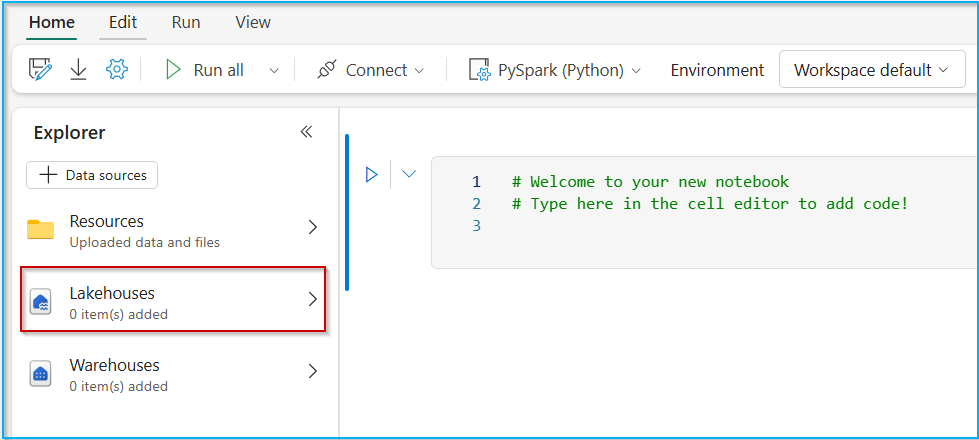 Home Edit Run View
Run all Connect PySpark (Python) Environment Workspace default
Explorer
Data sources
Resources
Uploaded data and files
Lakehouses
0 item(s) added
Warehouses
0 item(s) added
1 # Welcome to your new notebook
2 # Type here in the cell editor to add code!
3